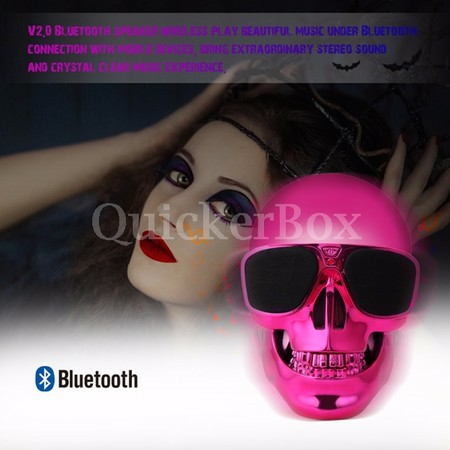 V2.0 Bluetooth speaker wireless play beautiful music under Bluetooth
connection with mobile devices, bring extraordinary stereo sound
and crystal clear music experience.
QuickerBox
Bluetooth